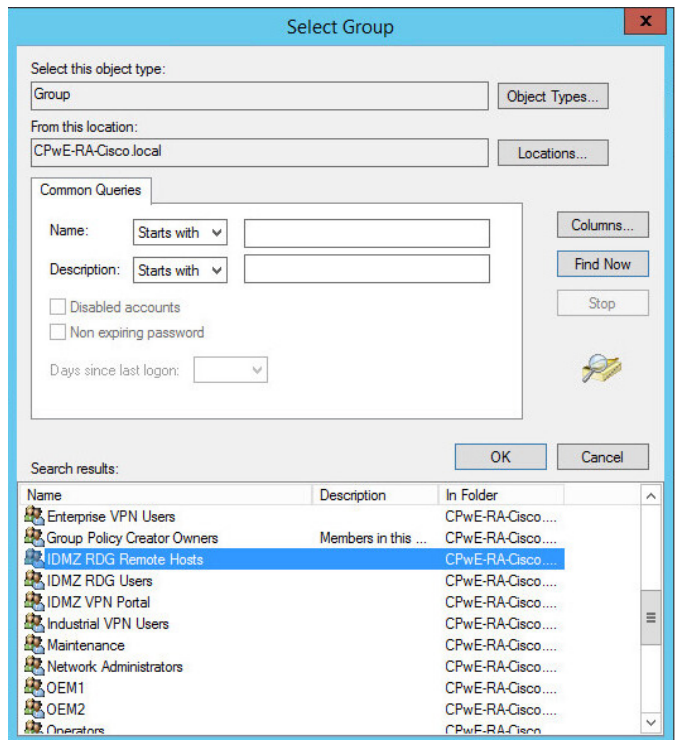 Select Group
x
Select this object type:
Group
Object Types...
From this location:
CPwE-RA-Cisco.local
Locations...
Common Queries
Name: Starts with
Columns...
Description: Starts with
Find Now
Disabled accounts
Stop
Non expiring password
Days since last logon:
OK Cancel
Search results:
Name Description In Folder
Enterprise VPN Users CPwE-RA-Cisco....
Group Policy Creator Owners Members in this ... CPwE-RA-Cisco....
IDMZ RDG Remote Hosts CPwE-RA-Cisco....
IDMZ RDG Users CPwE-RA-Cisco....
IDMZ VPN Portal CPwE-RA-Cisco....
Industrial VPN Users CPwE-RA-Cisco....
Maintenance CPwE-RA-Cisco....
Network Administrators CPwE-RA-Cisco....
OEM1 CPwE-RA-Cisco....
OEM2 CPwE-RA-Cisco....
Operators CPwE-RA-Cisco....